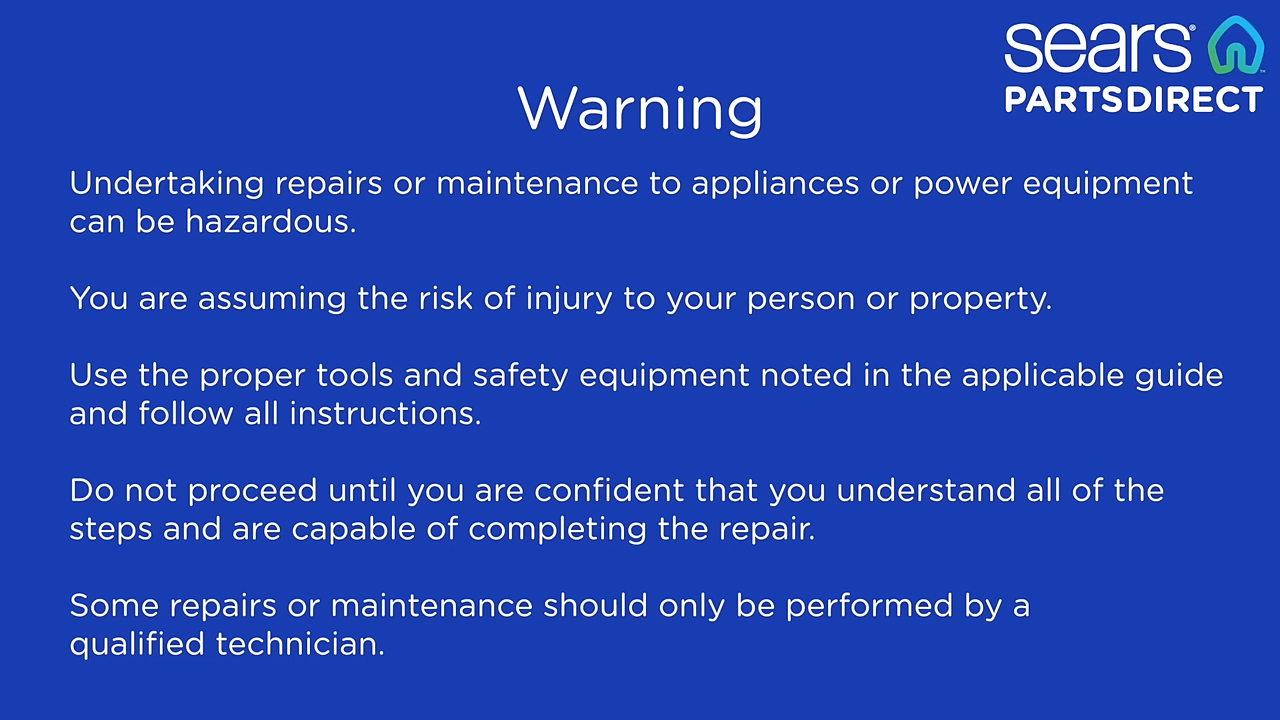 sears®
PARTSDIRECT
Warning
Undertaking repairs or maintenance to appliances or power equipment
can be hazardous.
You are assuming the risk of injury to your person or property.
Use the proper tools and safety equipment noted in the applicable guide
and follow all instructions.
Do not proceed until you are confident that you understand all of the
steps and are capable of completing the repair.
Some repairs or maintenance should only be performed by a
qualified technician.